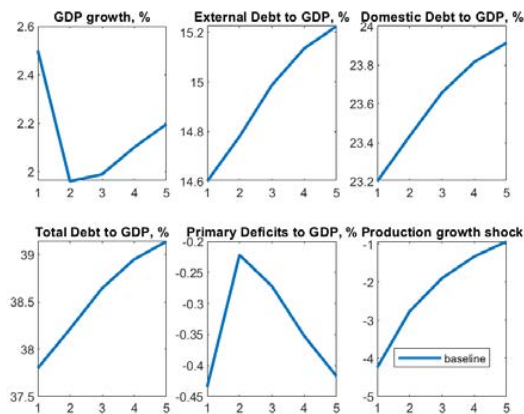 GDP growth, %
2.6
2.4
2.2
2
1 2 3 4 5
External Debt to GDP, %
15.2
15
14.8
14.6
1 2 3 4 5
Domestic Debt to GDP, %
24
23.8
23.6
23.4
23.2
1 2 3 4 5
Total Debt to GDP, %
39
38.5
38
37.5
1 2 3 4 5
Primary Deficits to GDP, %
-0.2
-0.25
-0.3
-0.35
-0.4
-0.45
1 2 3 4 5
Production growth shock
-1
-2
-3
-4
-5
1 2 3 4 5
baseline